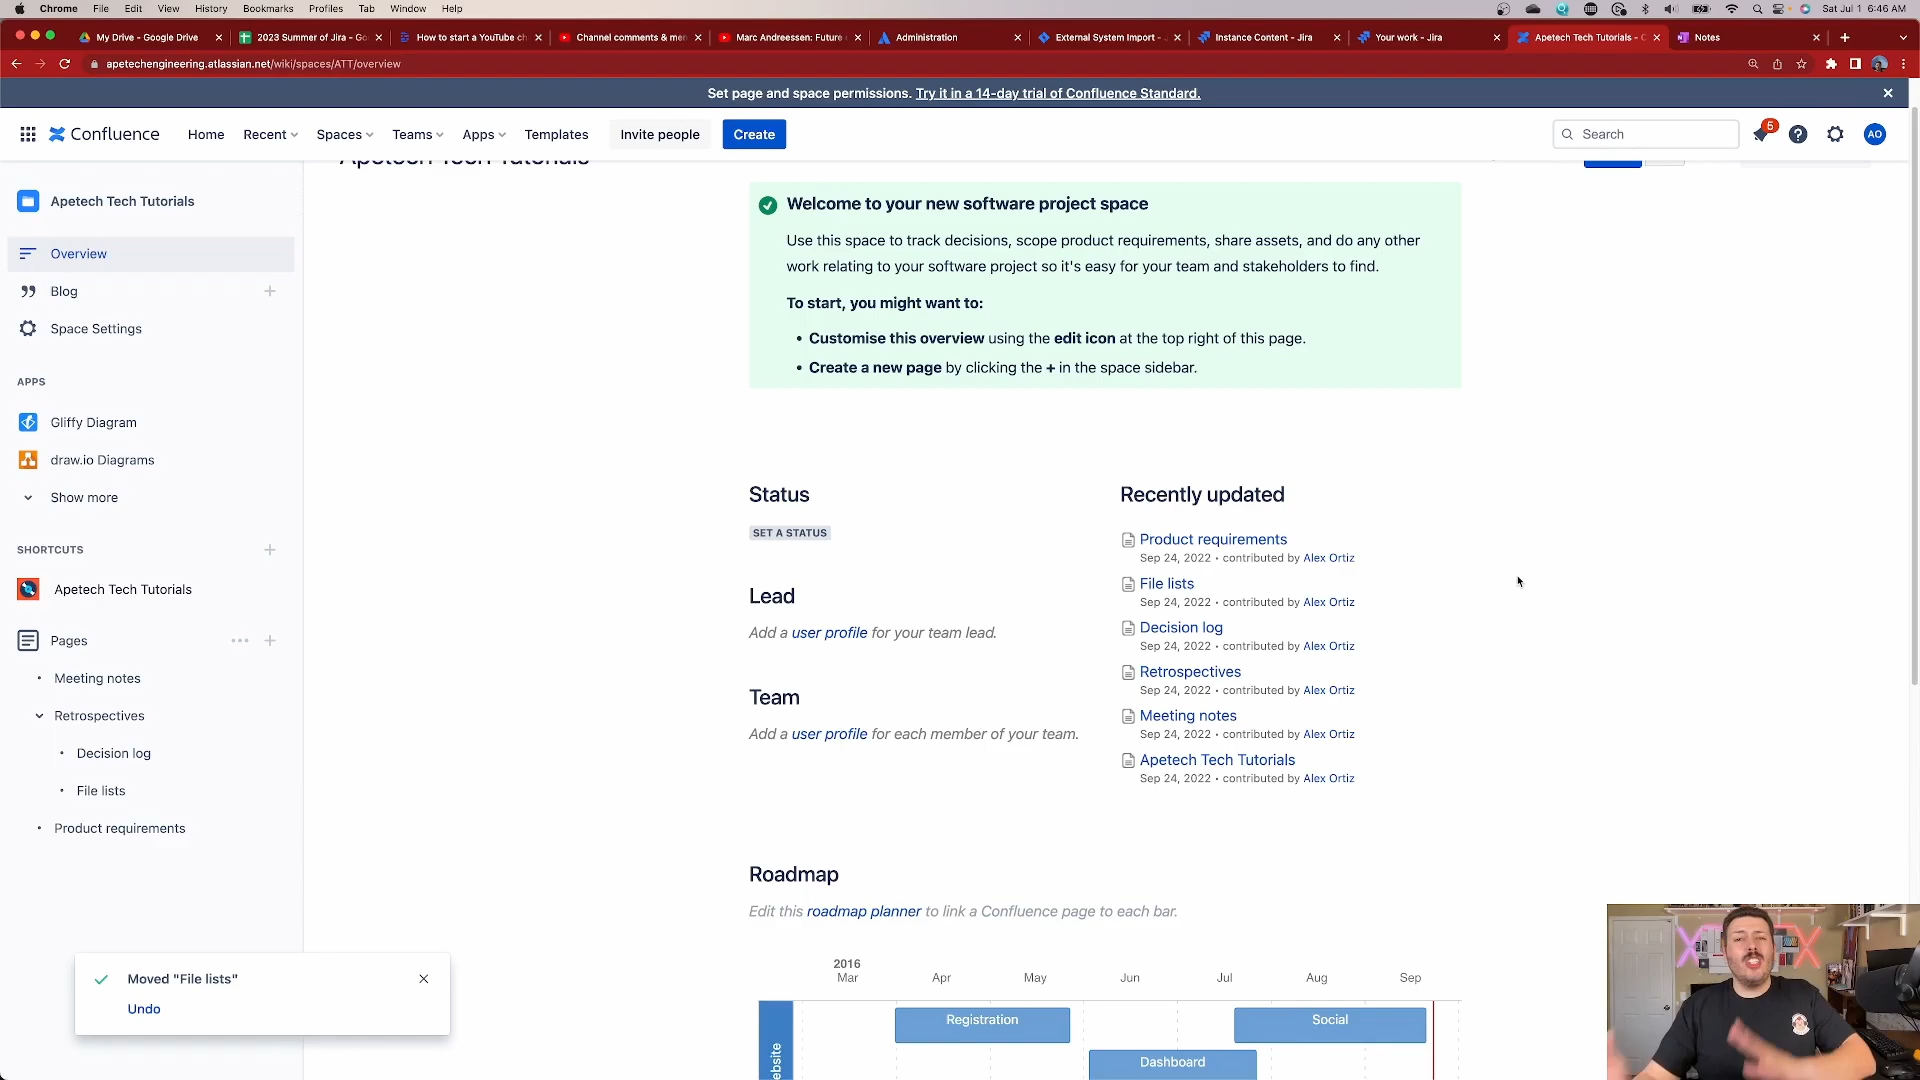 Chrome File Edit View History Bookmarks Profiles Tab Window Help
Sat Jul 1 6:46 AM
My Drive - Google Drive
2023 Summer of Jira - Go
How to start a YouTube ch
Channel comments & men
Marc Andreessen: Future
Administration
External System Import -
Instance Content - Jira
Your work - Jira
Apetech Tech Tutorials - C
Notes
apetechengineering.atlassian.net/wiki/spaces/ATT/overview
Set page and space permissions. Try it in a 14-day trial of Confluence Standard.
Confluence
Home
Recent
Spaces
Teams
Apps
Templates
Invite people
Create
Search
5
AO
Apetech Tech Tutorials
Apetech Tech Tutorials
Overview
Blog
Space Settings
APPS
Gliffy Diagram
draw.io Diagrams
Show more
SHORTCUTS
Apetech Tech Tutorials
Pages
Meeting notes
Retrospectives
Decision log
File lists
Product requirements
Welcome to your new software project space
Use this space to track decisions, scope product requirements, share assets, and do any other
work relating to your software project so it's easy for your team and stakeholders to find.
To start, you might want to:
• Customise this overview using the edit icon at the top right of this page.
• Create a new page by clicking the + in the space sidebar.
Status
SET A STATUS
Lead
Add a user profile for your team lead.
Team
Add a user profile for each member of your team.
Recently updated
Product requirements
Sep 24, 2022 • contributed by Alex Ortiz
File lists
Sep 24, 2022 • contributed by Alex Ortiz
Decision log
Sep 24, 2022 • contributed by Alex Ortiz
Retrospectives
Sep 24, 2022 • contributed by Alex Ortiz
Meeting notes
Sep 24, 2022 • contributed by Alex Ortiz
Apetech Tech Tutorials
Sep 24, 2022 • contributed by Alex Ortiz
Roadmap
Edit this roadmap planner to link a Confluence page to each bar.
2016
Mar Apr May Jun Jul Aug Sep
Registration
Social
Dashboard
ebsite
Moved "File lists"
Undo